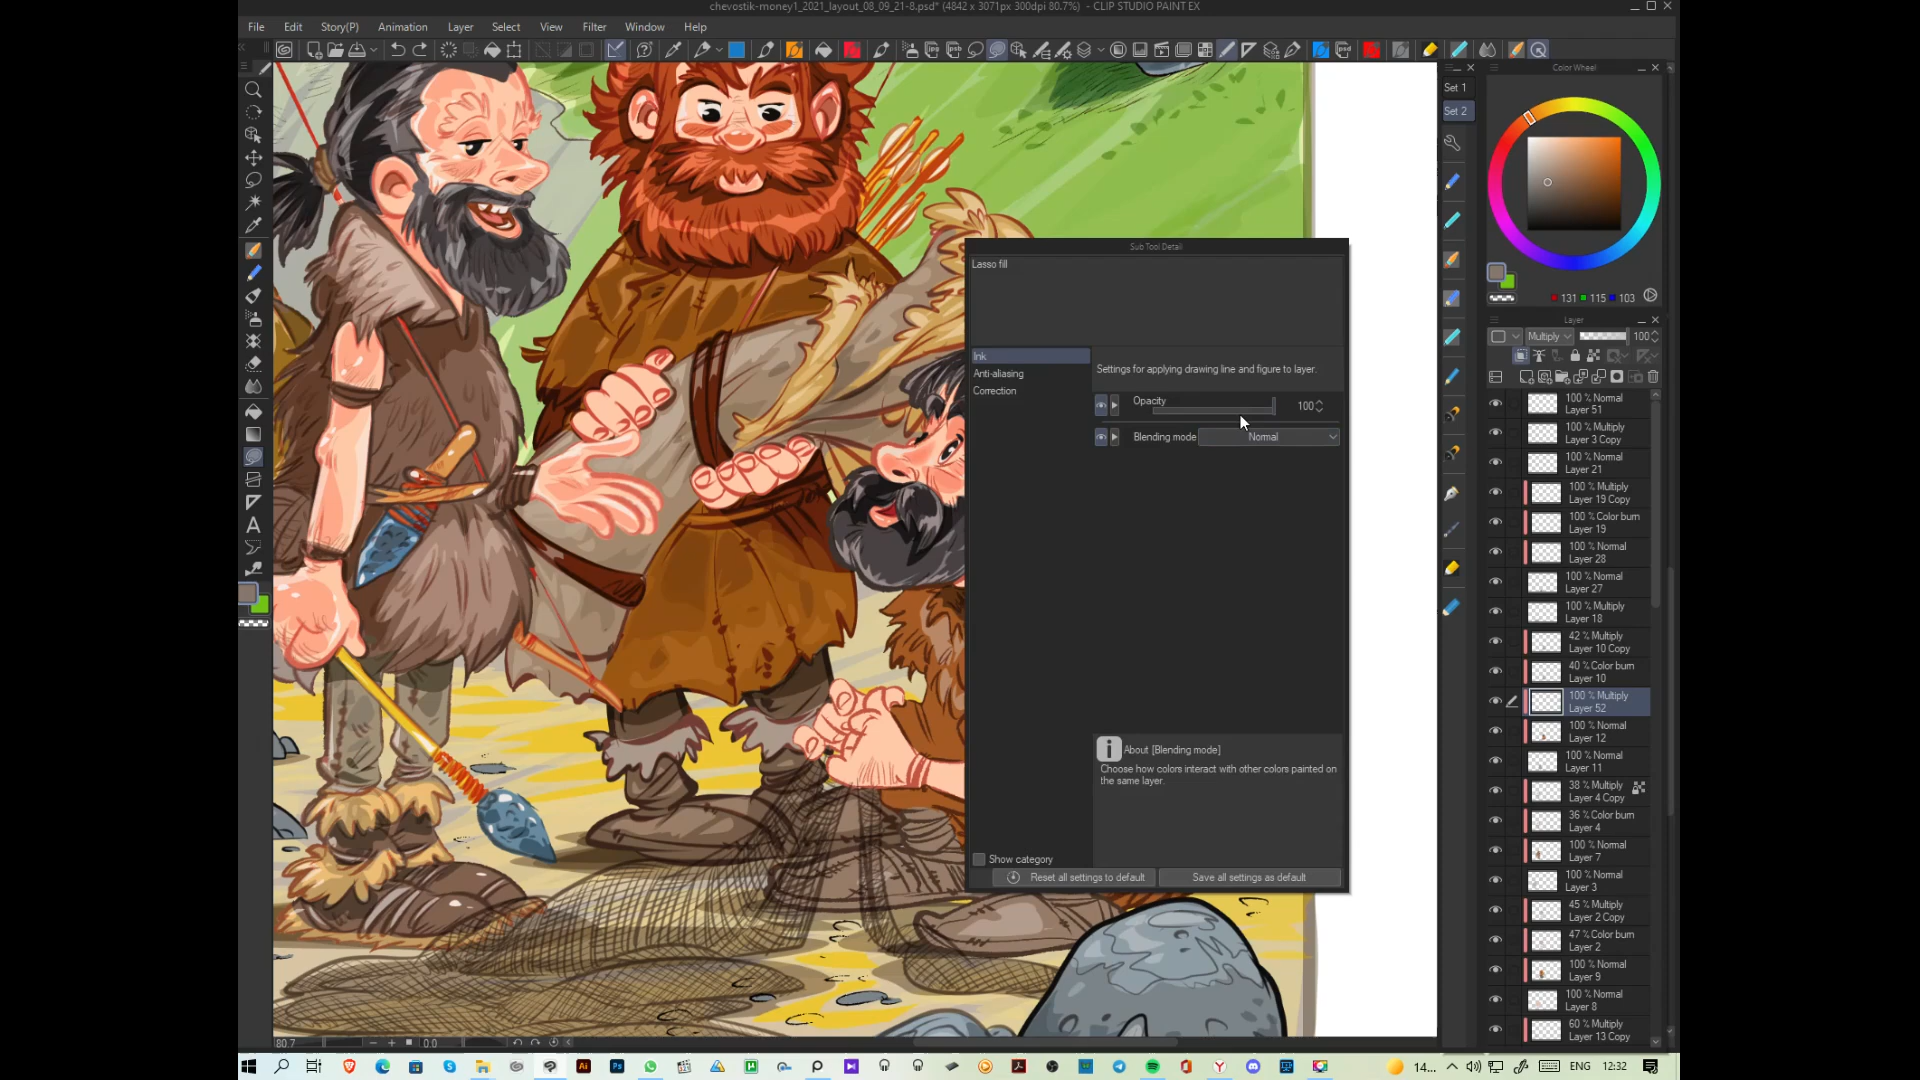 chevostik-money1_2021_layout_08_09_21-8.psd* (4842 x 3071px 300dpi 80.7%) - CLIP STUDIO PAINT EX
File Edit Story(P) Animation Layer Select View Filter Window Help
Set 1
Set 2
Color Wheel
131 115 103
Layer
Multiply 100
100 % Normal
Layer 51
100 % Multiply
Layer 3 Copy
100 % Normal
Layer 21
100 % Multiply
Layer 19 Copy
100 % Color burn
Layer 19
100 % Normal
Layer 28
100 % Normal
Layer 27
100 % Multiply
Layer 18
42 % Multiply
Layer 10 Copy
40 % Color burn
Layer 10
100 % Multiply
Layer 52
100 % Normal
Layer 12
100 % Normal
Layer 11
38 % Multiply
Layer 4 Copy
36 % Color burn
Layer 4
100 % Normal
Layer 7
100 % Normal
Layer 3
45 % Multiply
Layer 2 Copy
47 % Color burn
Layer 2
100 % Normal
Layer 9
100 % Normal
Layer 8
60 % Multiply
Layer 13 Copy
Sub Tool Detail
Lasso fill
Ink
Anti-aliasing
Correction
Settings for applying drawing line and figure to layer.
Opacity 100
Blending mode Normal
About [Blending mode]
Choose how colors interact with other colors painted on
the same layer.
Show category
Reset all settings to default Save all settings as default
80.7 0.0
14... ENG 12:32